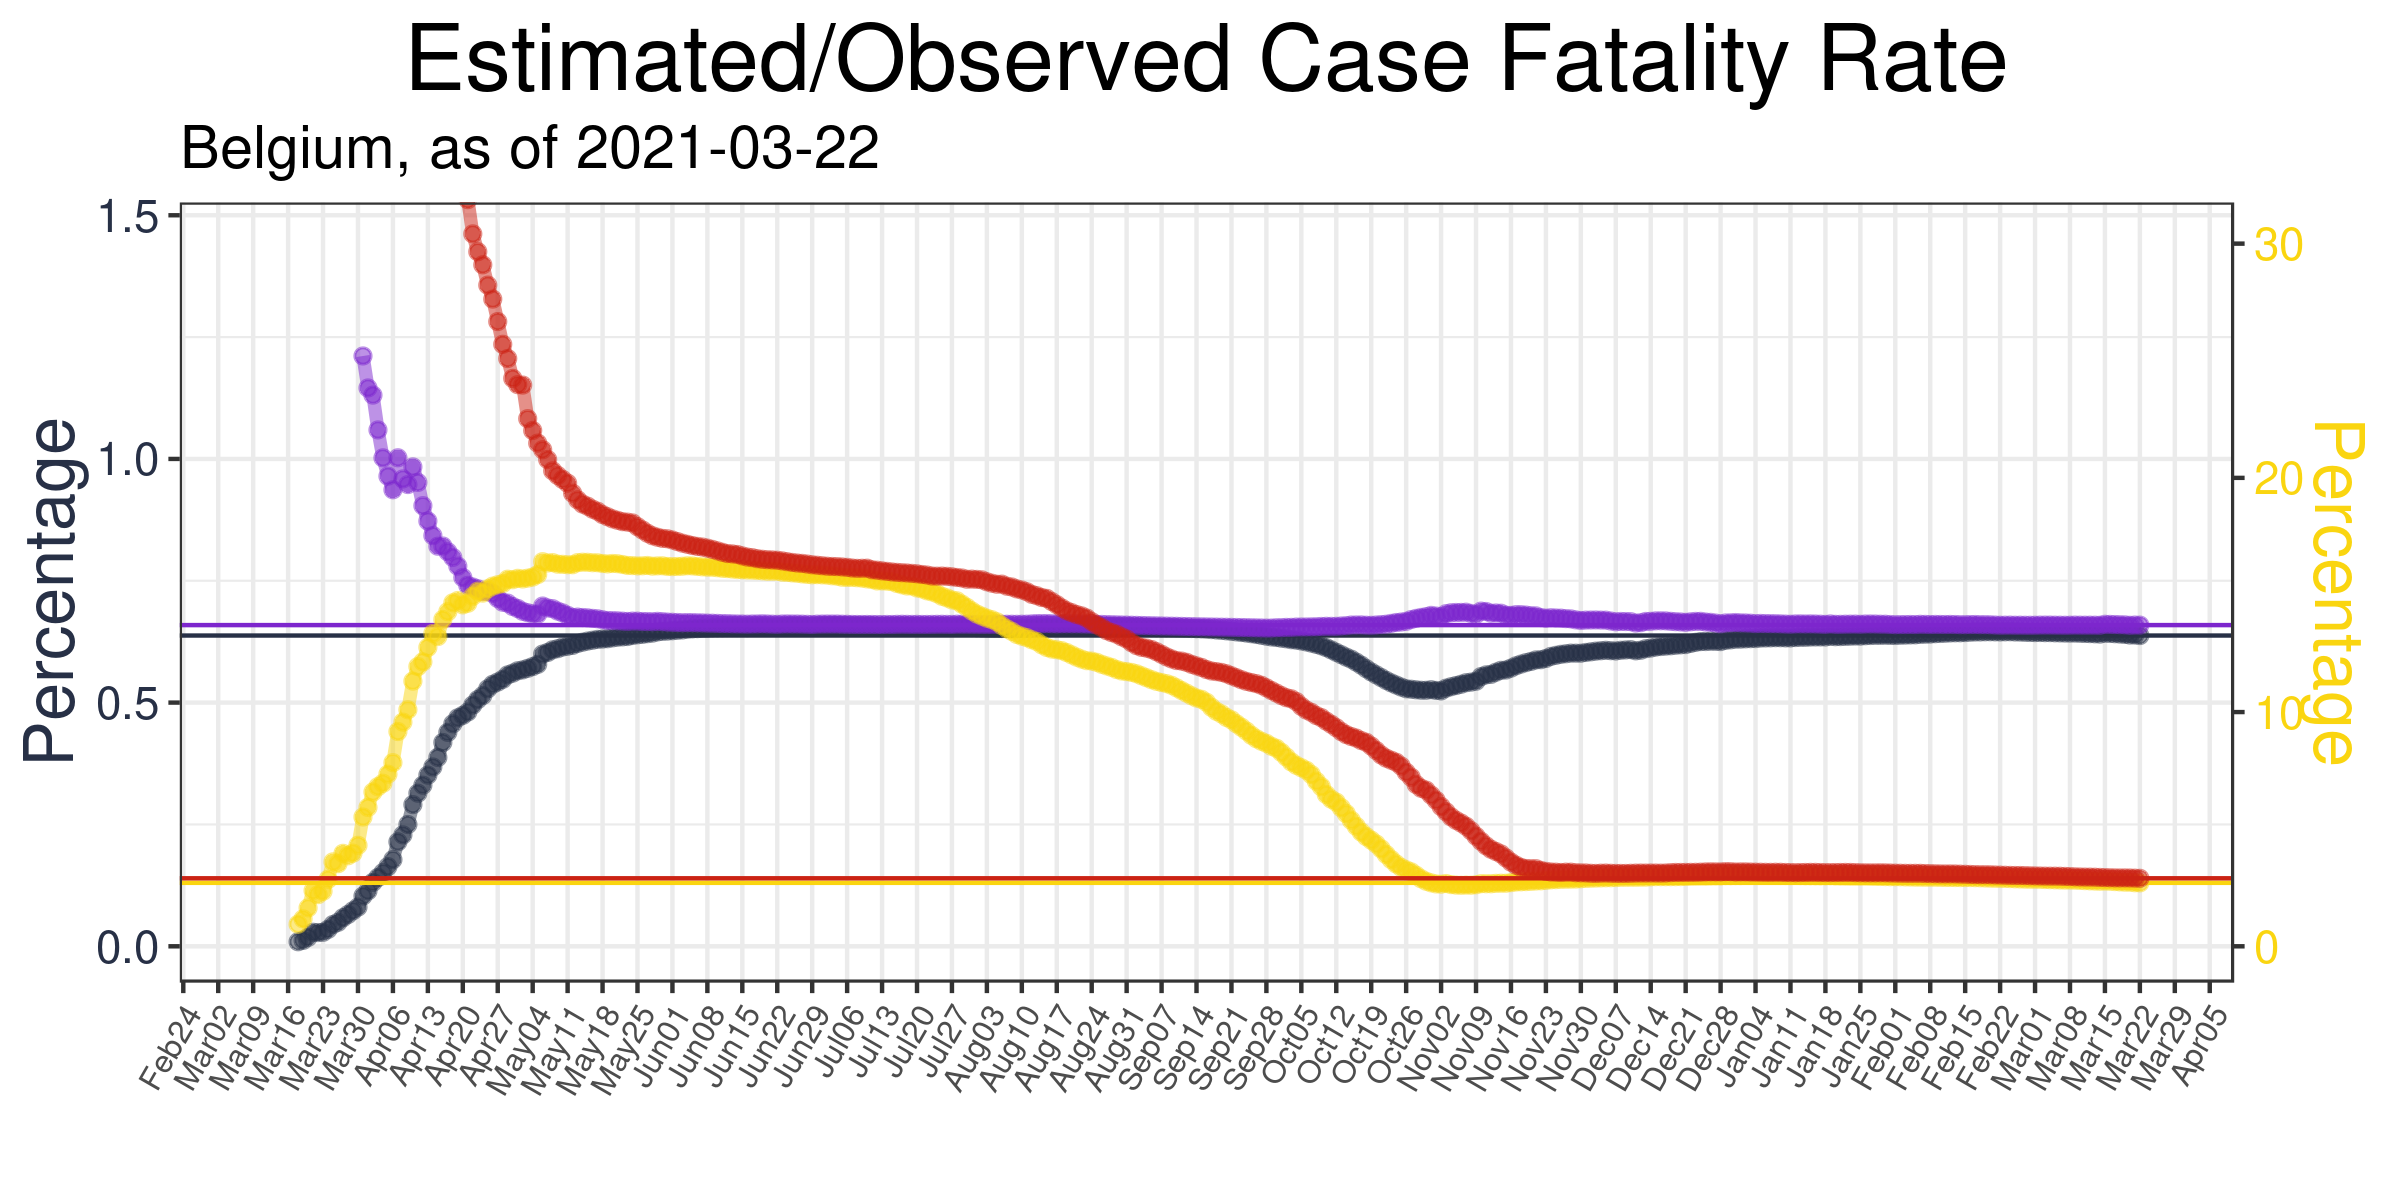 Estimated/Observed Case Fatality Rate
Belgium, as of 2021-03-22
Percentage
1.5
1.0
0.5
0.0
30
20
10
0
Percentage
Feb24
Mar02
Mar09
Mar16
Mar23
Mar30
Apr06
Apr13
Apr20
Apr27
May04
May11
May18
May25
Jun01
Jun08
Jun15
Jun22
Jun29
Jul06
Jul13
Jul20
Jul27
Aug03
Aug10
Aug17
Aug24
Aug31
Sep07
Sep14
Sep21
Sep28
Oct05
Oct12
Oct19
Oct26
Nov02
Nov09
Nov16
Nov23
Nov30
Dec07
Dec14
Dec21
Dec28
Jan04
Jan11
Jan18
Jan25
Feb01
Feb08
Feb15
Feb22
Mar01
Mar08
Mar15
Mar22
Mar29
Apr05